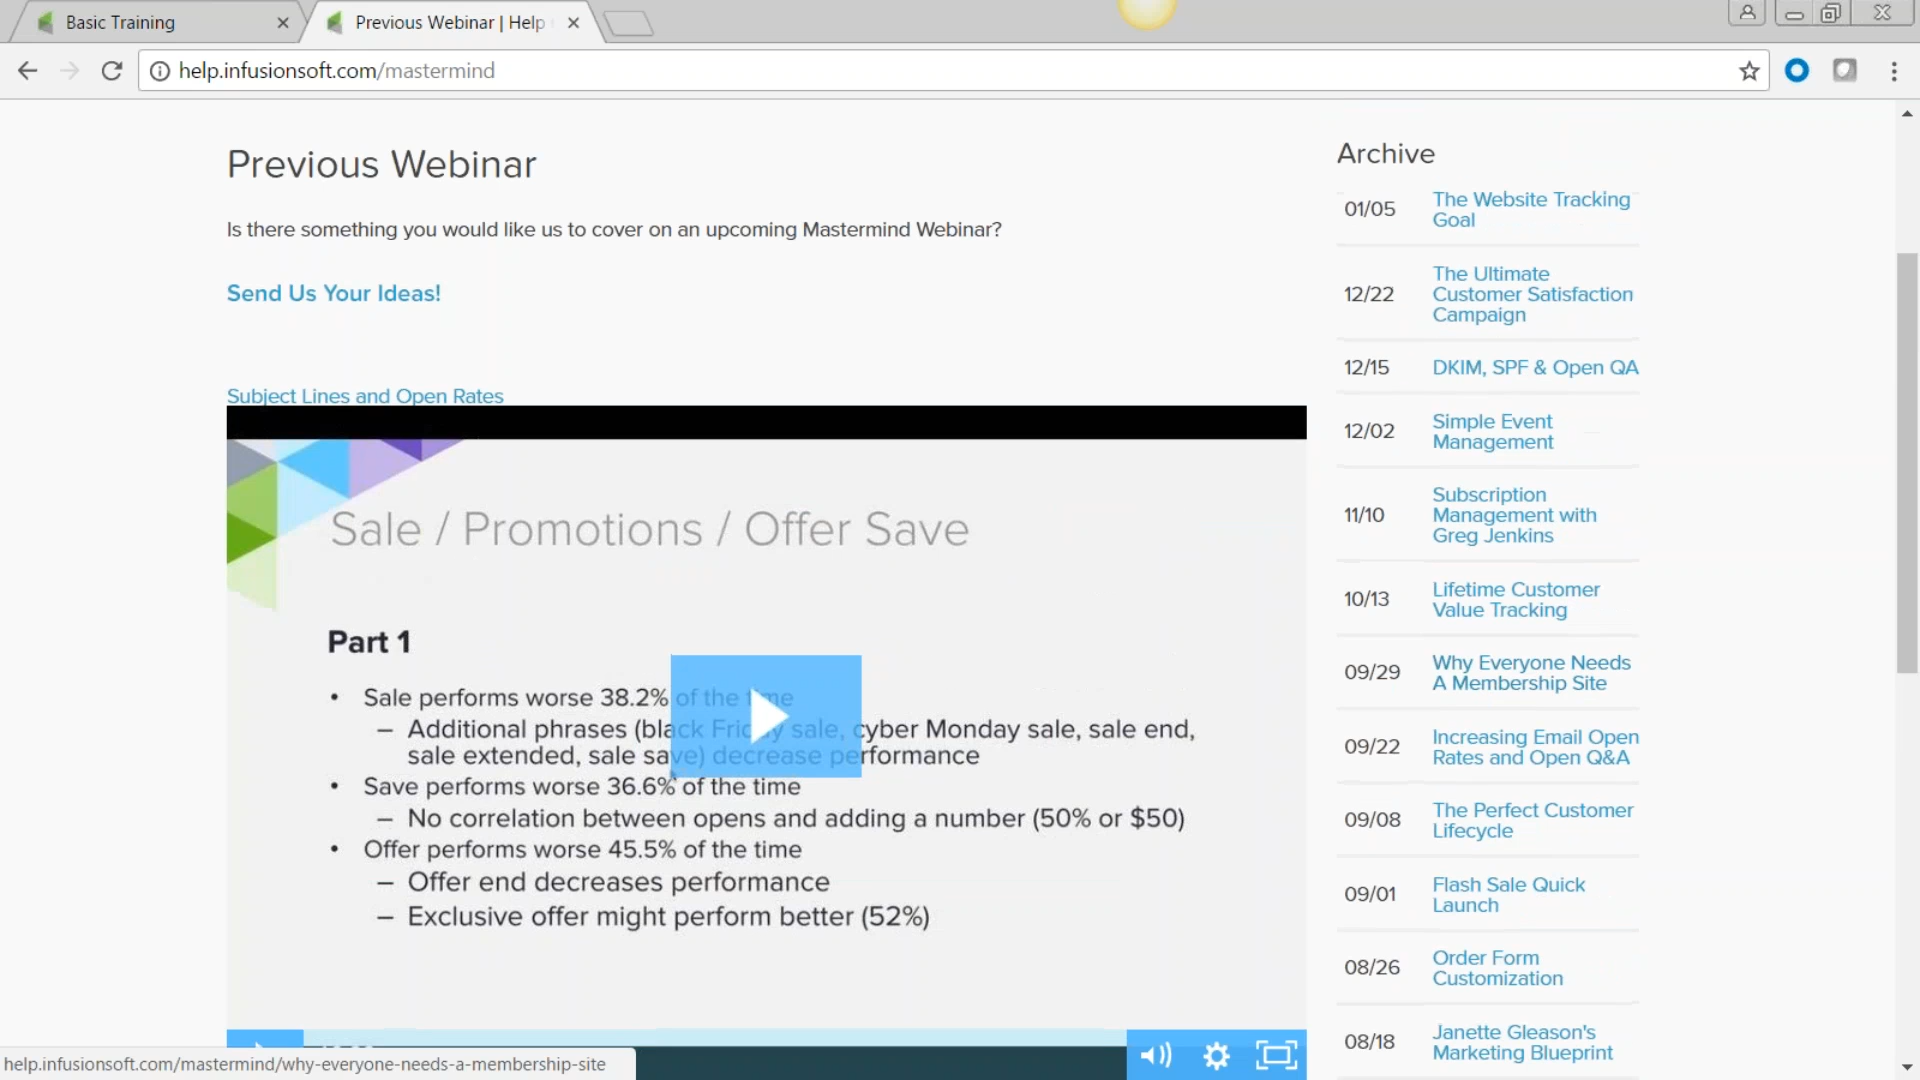 Basic Training
Previous Webinar | Help
help.infusionsoft.com/mastermind
Previous Webinar
Is there something you would like us to cover on an upcoming Mastermind Webinar?
Send Us Your Ideas!
Subject Lines and Open Rates
Sale / Promotions / Offer Save
Part 1
• Sale performs worse 38.2% of the time
– Additional phrases (black Friday sale, cyber Monday sale, sale end,
sale extended, sale save) decrease performance
• Save performs worse 36.6% of the time
– No correlation between opens and adding a number (50% or $50)
• Offer performs worse 45.5% of the time
– Offer end decreases performance
– Exclusive offer might perform better (52%)
help.infusionsoft.com/mastermind/why-everyone-needs-a-membership-site
Archive
01/05 The Website Tracking
Goal
12/22 The Ultimate
Customer Satisfaction
Campaign
12/15 DKIM, SPF & Open QA
12/02 Simple Event
Management
11/10 Subscription
Management with
Greg Jenkins
10/13 Lifetime Customer
Value Tracking
09/29 Why Everyone Needs
A Membership Site
09/22 Increasing Email Open
Rates and Open Q&A
09/08 The Perfect Customer
Lifecycle
09/01 Flash Sale Quick
Launch
08/26 Order Form
Customization
08/18 Janette Gleason's
Marketing Blueprint